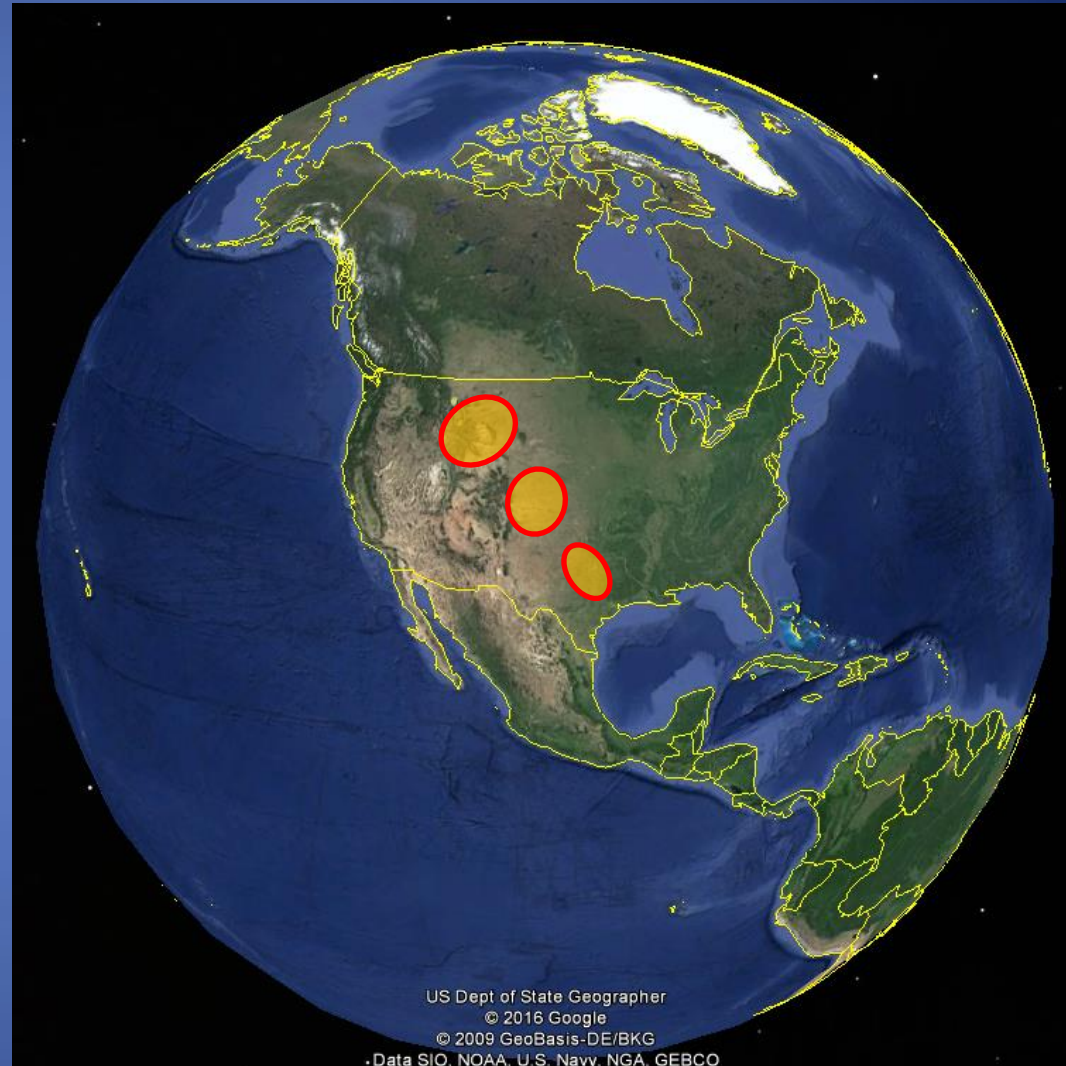 US Dept of State Geographer
© 2016 Google
© 2009 GeoBasis-DE/BKG
Data SIO, NOAA, U.S. Navy, NGA, GEBCO